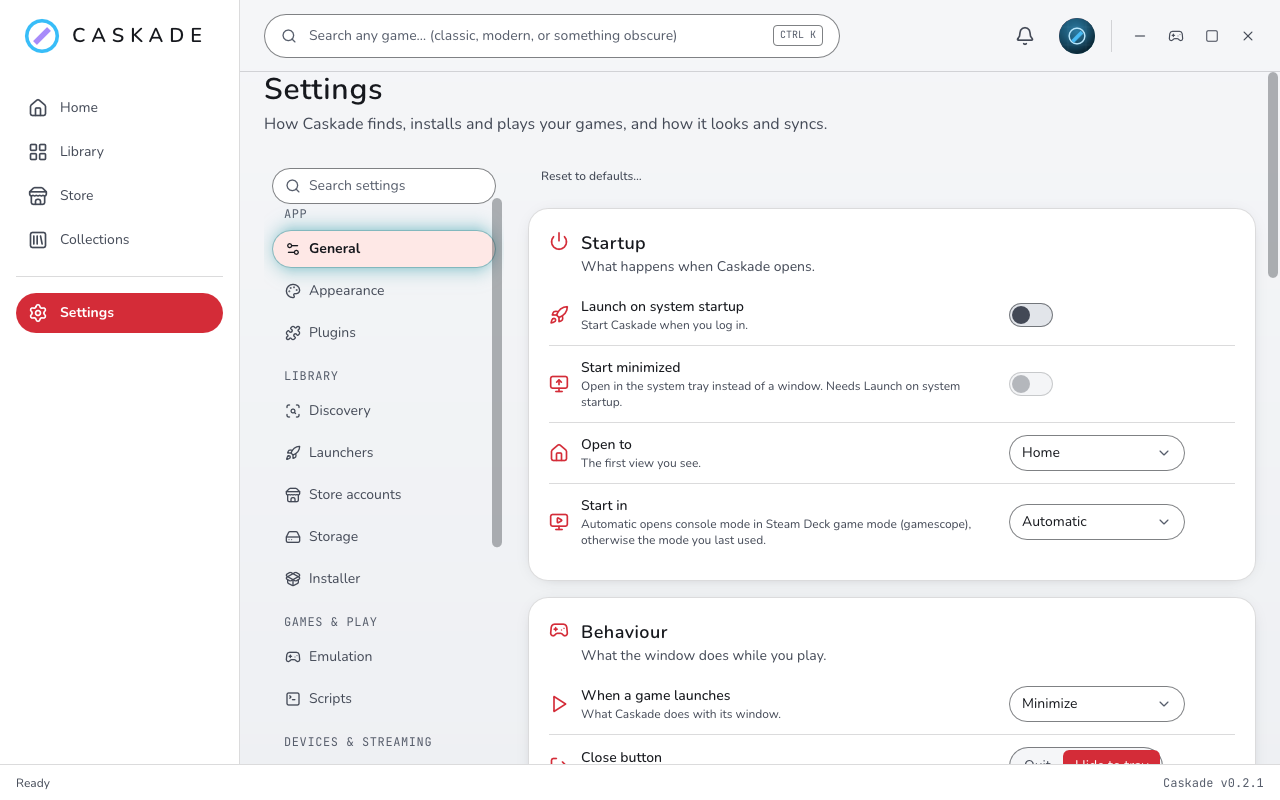 CASKADE
Search any game... (classic, modern, or something obscure)
CTRL K
Home
Library
Store
Collections
Settings
Settings
How Caskade finds, installs and plays your games, and how it looks and syncs.
Search settings
APP
General
Appearance
Plugins
LIBRARY
Discovery
Launchers
Store accounts
Storage
Installer
GAMES & PLAY
Emulation
Scripts
DEVICES & STREAMING
Reset to defaults...
Startup
What happens when Caskade opens.
Launch on system startup
Start Caskade when you log in.
Start minimized
Open in the system tray instead of a window. Needs Launch on system
startup.
Open to
The first view you see.
Home
Start in
Automatic opens console mode in Steam Deck game mode (gamescope),
otherwise the mode you last used.
Automatic
Behaviour
What the window does while you play.
When a game launches
What Caskade does with its window.
Minimize
Close button
Quit
Hide to tray
Ready
Caskade v0.2.1